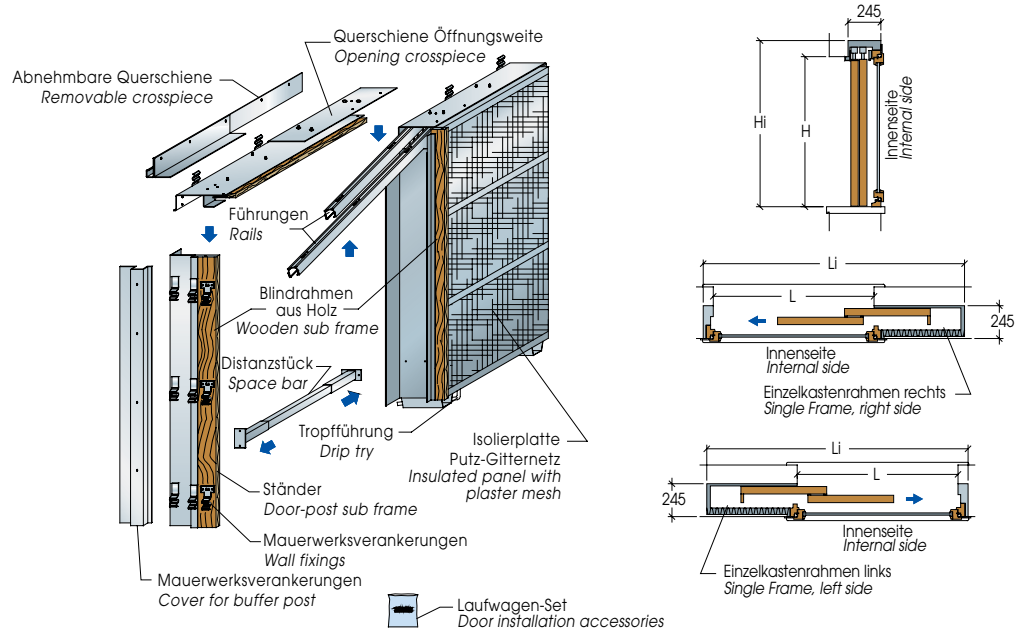 Querschiene Öffnungsweite
Opening crosspiece
Abnehmbare Querschiene
Removable crosspiece
Führungen
Rails
Blindrahmen
aus Holz
Wooden sub frame
Distanzstück
Space bar
Tropfführung
Drip try
Isolierplatte
Putz-Gitternetz
Insulated panel with
plaster mesh
Ständer
Door-post sub frame
Mauerwerksverankerungen
Wall fixings
Mauerwerksverankerungen
Cover for buffer post
Laufwagen-Set
Door installation accessories
245
Hi
H
Innenseite
Internal side
Li
L
245
Innenseite
Internal side
Einzelkastenrahmen rechts
Single Frame, right side
Li
L
245
Innenseite
Internal side
Einzelkastenrahmen links
Single Frame, left side